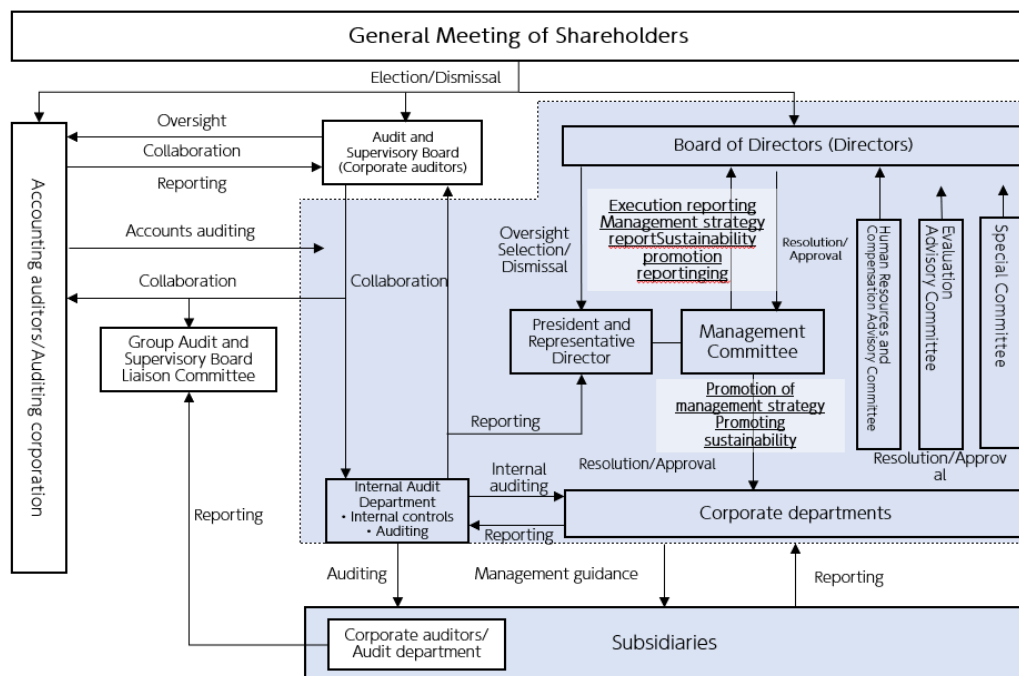 General Meeting of Shareholders
Election/Dismissal
Oversight
Collaboration
Reporting
Audit and
Supervisory Board
(Corporate auditors)
Board of Directors (Directors)
Accounting auditors/Auditing corporation
Accounts auditing
Collaboration
Collaboration
Oversight
Selection/
Dismissal
Execution reporting
Management strategy
reportSustainability
promotion
reportinging
Resolution/
Approval
Human Resources and
Compensation Advisory Committee
Evaluation
Advisory Committee
Special Committee
Group Audit and
Supervisory Board
Liaison Committee
President and
Representative
Director
Management
Committee
Promotion of
management strategy
Promoting
sustainability
Reporting
Resolution/Approval
Resolution/Approv
al
Internal Audit
Department
• Internal controls
• Auditing
Internal
auditing
Reporting
Corporate departments
Reporting
Auditing
Management guidance
Reporting
Corporate auditors/
Audit department
Subsidiaries